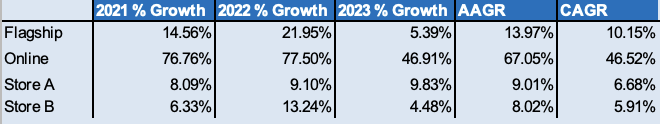 2021 % Growth 2022 % Growth 2023 % Growth AAGR CAGR
Flagship 14.56% 21.95% 5.39% 13.97% 10.15%
Online 76.76% 77.50% 46.91% 67.05% 46.52%
Store A 8.09% 9.10% 9.83% 9.01% 6.68%
Store B 6.33% 13.24% 4.48% 8.02% 5.91%